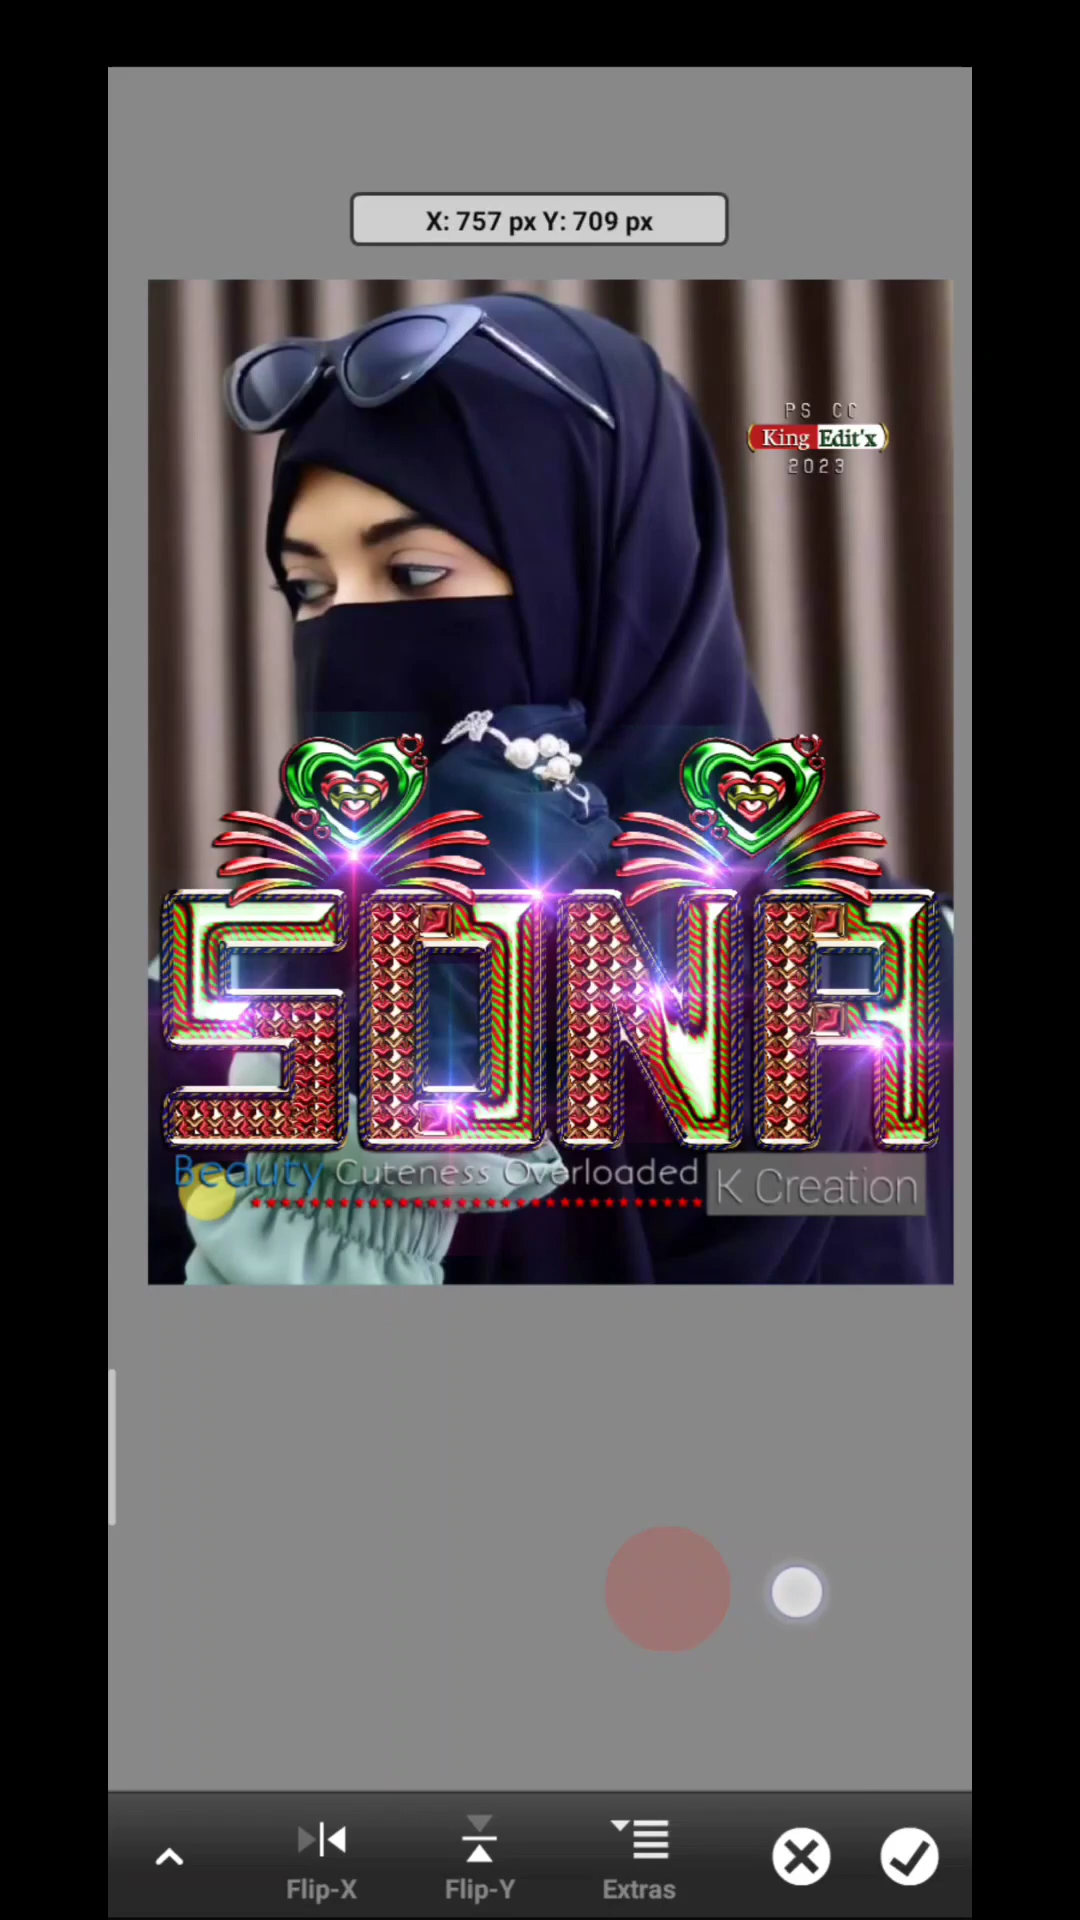 X: 757 px Y: 709 px
PS CC
King Edit'x
2023
SONA
Beauty Cuteness Overloaded
K Creation
Flip-X
Flip-Y
Extras